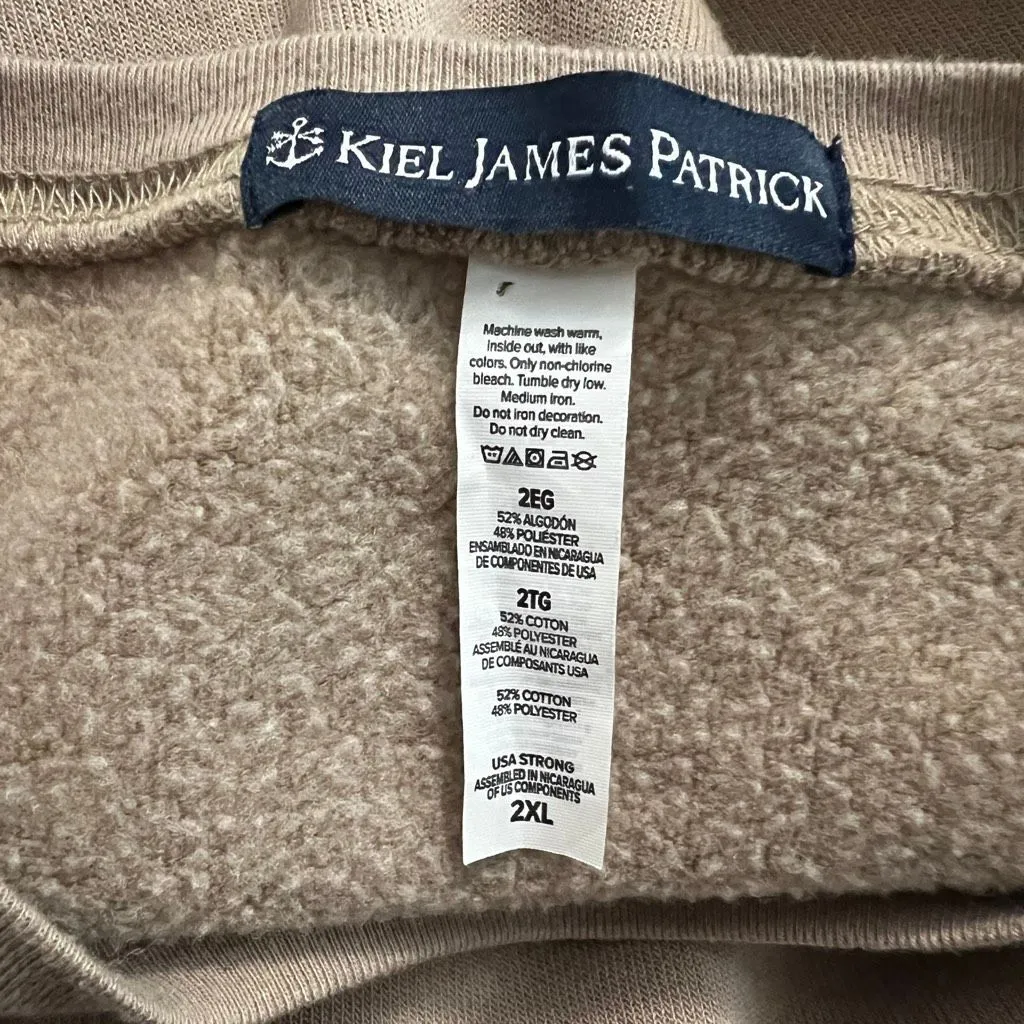 KIEL JAMES PATRICK
Machine wash warm,
inside out, with like
colors. Only non-chlorine
bleach. Tumble dry low.
Medium iron.
Do not iron decoration.
Do not dry clean.
2EG
52% ALGODÓN
48% POLIÉSTER
ENSAMBLADO EN NICARAGUA
DE COMPONENTES DE USA
2TG
52% COTON
48% POLYESTER
ASSEMBLÉ AU NICARAGUA
DE COMPOSANTS USA
52% COTTON
48% POLYESTER
USA STRONG
ASSEMBLED IN NICARAGUA
OF US COMPONENTS
2XL